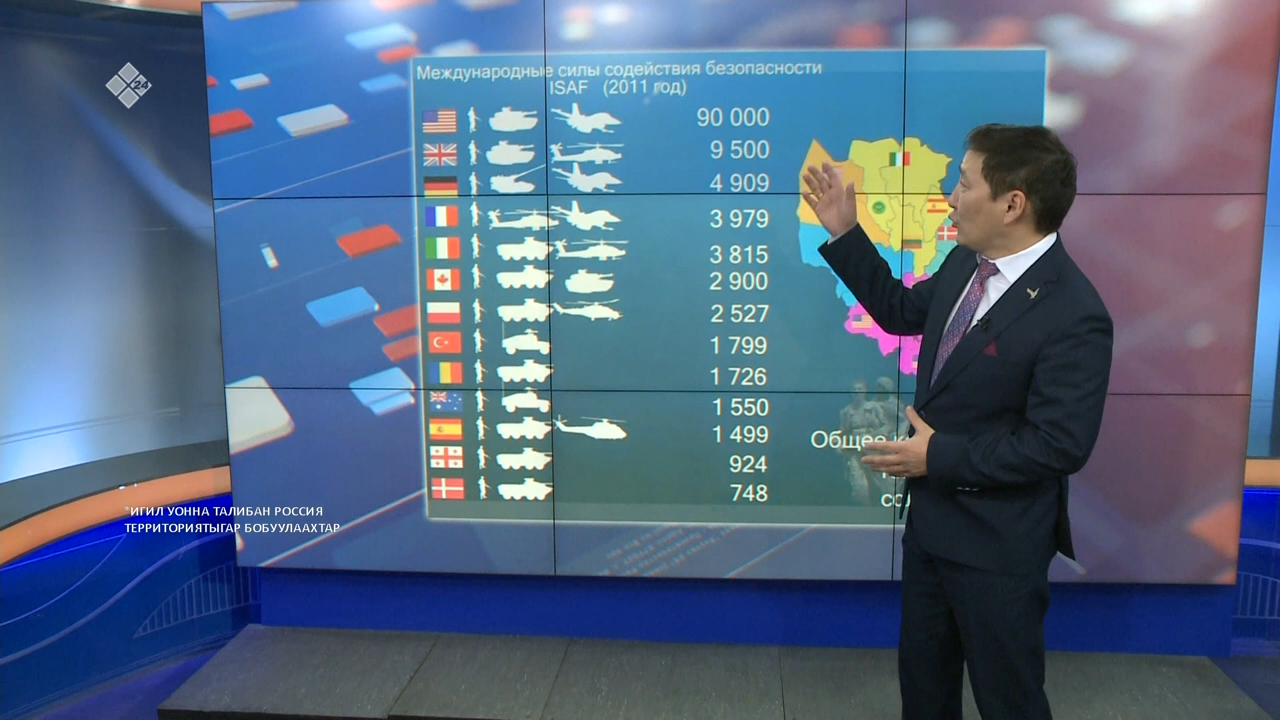 24
Международные силы содействия безопасности
ISAF (2011 год)
90 000
9 500
4 909
3 979
3 815
2 900
2 527
1 799
1 726
1 550
1 499
924
748
Общее
*ИГИЛ УОННА ТАЛИБАН РОССИЯ
ТЕРРИТОРИЯТЫГАР БОБУУЛААХТАР